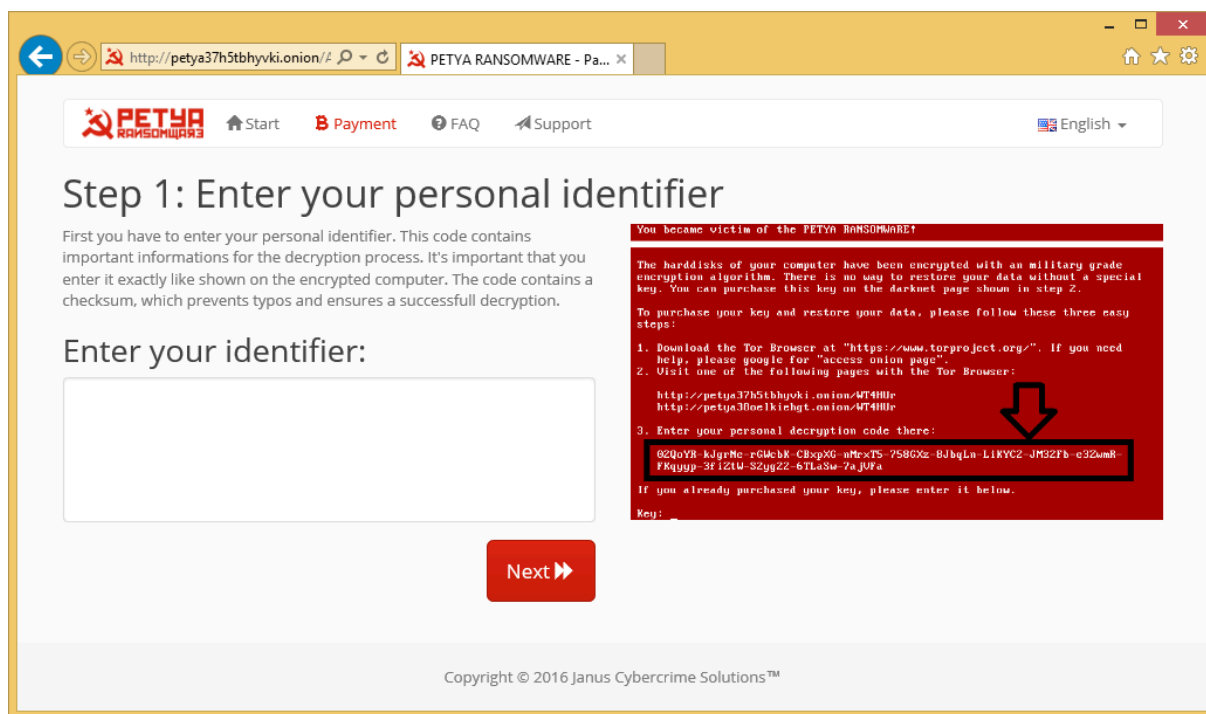 http://petya37h5tbhyvki.onion//
PETYA RANSOMWARE - Pa...
PETYA
RANSOMWARE
Start
Payment
FAQ
Support
English
Step 1: Enter your personal identifier
First you have to enter your personal identifier. This code contains
important informations for the decryption process. It's important that you
enter it exactly like shown on the encrypted computer. The code contains a
checksum, which prevents typos and ensures a successfull decryption.
Enter your identifier:
Next
You became victim of the PETYA RANSOMWARE!
The harddisks of your computer have been encrypted with an military grade
encryption algorithm. There is no way to restore your data without a special
key. You can purchase this key on the darknet page shown in step 2.
To purchase your key and restore your data, please follow these three easy
steps:
1. Download the Tor Browser at "https://www.torproject.org/". If you need
help, please google for "access onion page".
2. Visit one of the following pages with the Tor Browser:
http://petya37h5tbhyvki.onion/WT4HUr
http://petya38oelkiehgt.onion/WT4HUr
3. Enter your personal decryption code there:
If you already purchased your key, please enter it below.
Key: _
Copyright © 2016 Janus Cybercrime Solutions™